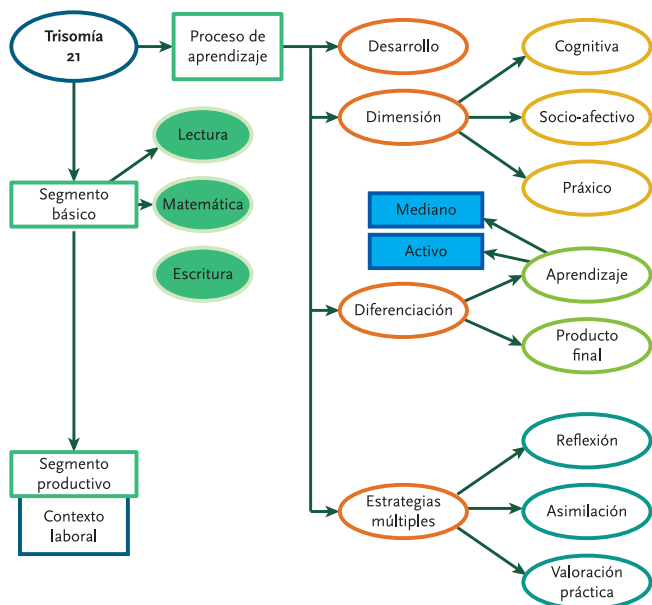 Trisomía
21
Proceso de
aprendizaje
Desarrollo
Dimensión
Cognitiva
Socio-afectivo
Práxico
Lectura
Segmento
básico
Matemática
Escritura
Mediano
Activo
Diferenciación
Aprendizaje
Producto
final
Segmento
productivo
Contexto
laboral
Estrategias
múltiples
Reflexión
Asimilación
Valoración
práctica